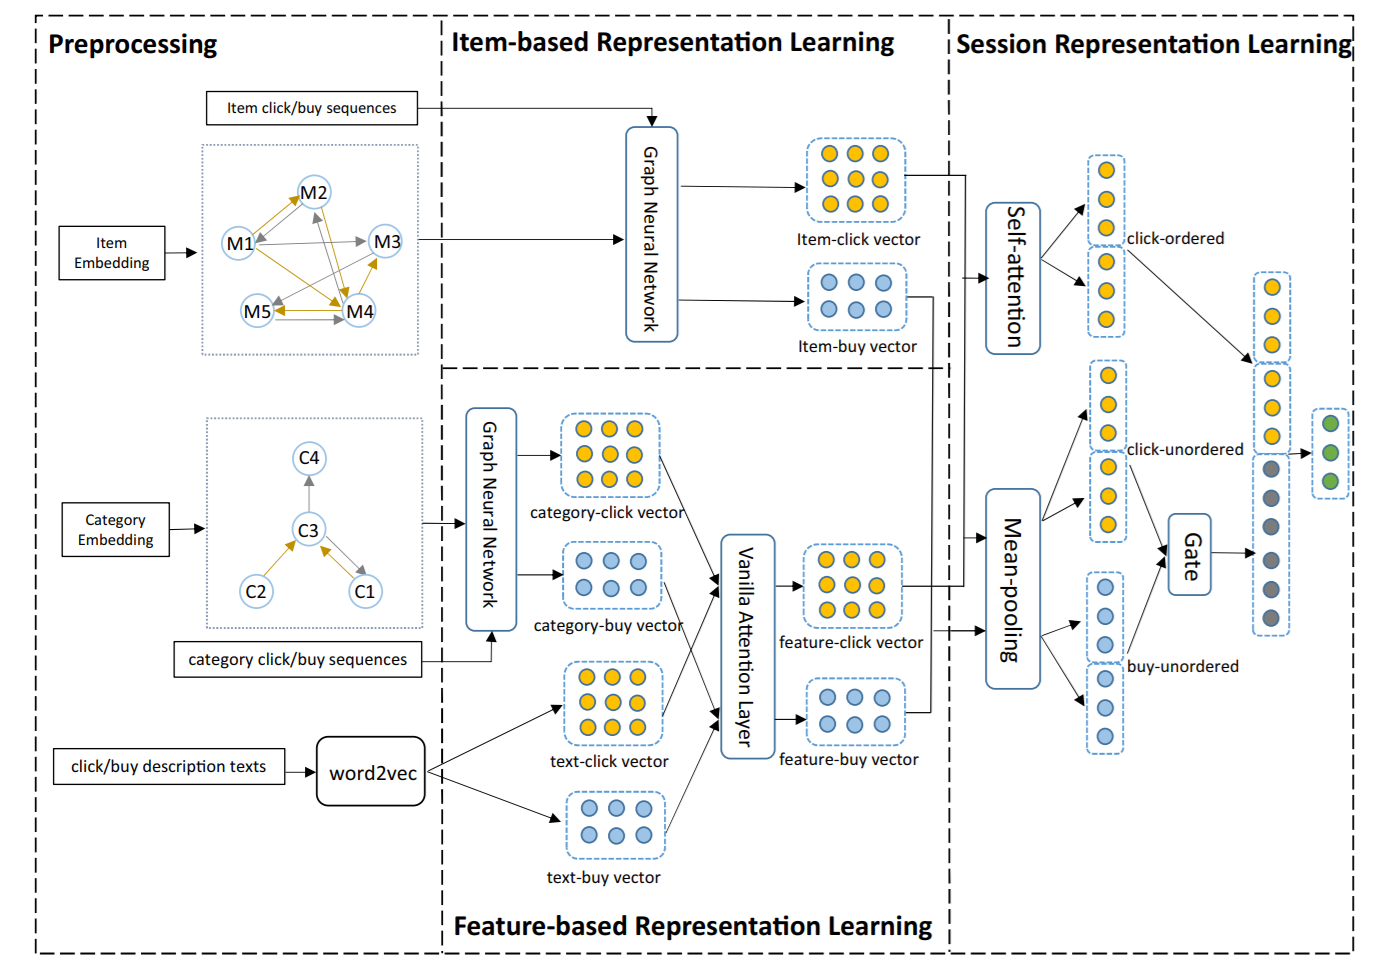 Preprocessing
Item-based Representation Learning
Session Representation Learning
Item click/buy sequences
Item
Embedding
M2
M1
M3
M5
M4
Graph Neural Network
Item-click vector
Item-buy vector
Self-attention
click-ordered
Category
Embedding
C4
C3
C2
C1
category click/buy sequences
Graph Neural Network
category-click vector
category-buy vector
click/buy description texts
word2vec
text-click vector
text-buy vector
Vanilla Attention Layer
feature-click vector
feature-buy vector
Mean-pooling
click-unordered
Gate
buy-unordered
Feature-based Representation Learning